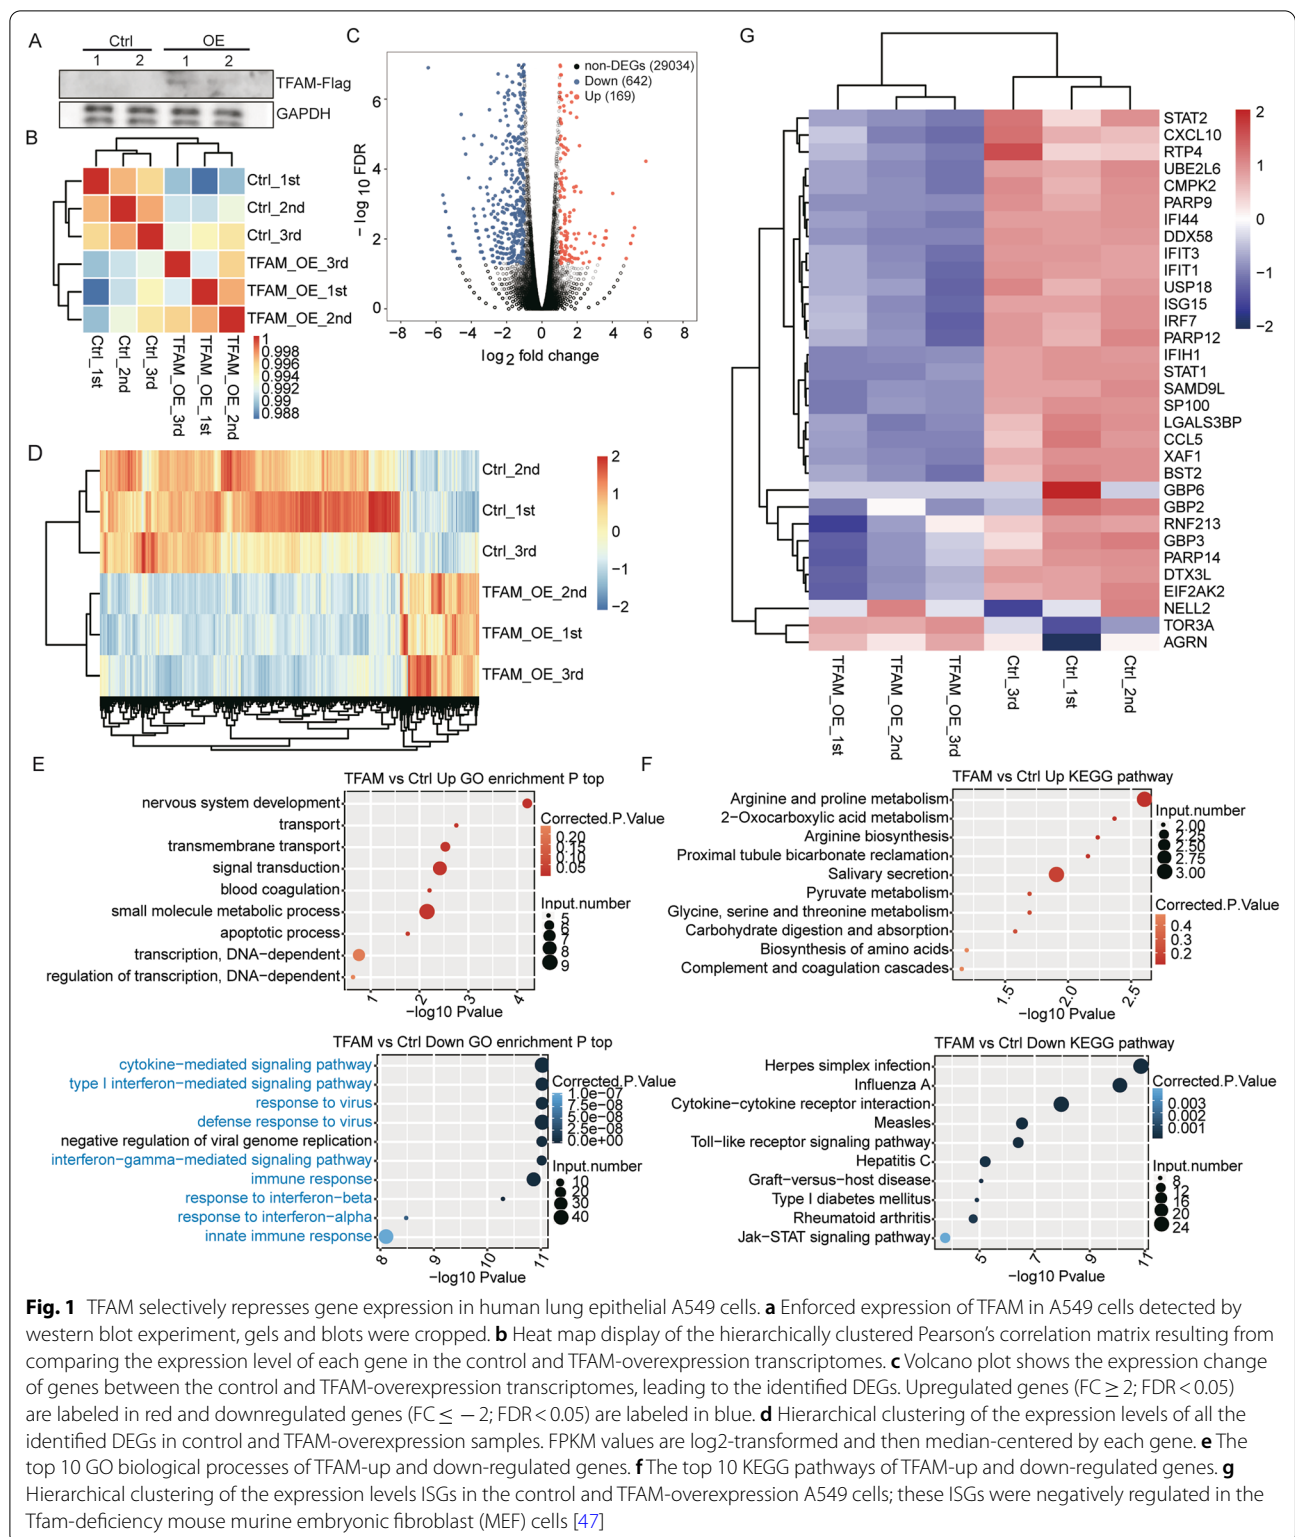 A
Ctrl OE
1 2 1 2
TFAM-Flag
GAPDH
B
Ctrl_1st
Ctrl_2nd
Ctrl_3rd
TFAM_OE_3rd
TFAM_OE_1st
TFAM_OE_2nd
Ctrl_1st
Ctrl_2nd
Ctrl_3rd
TFAM_OE_3rd
TFAM_OE_1st
TFAM_OE_2nd
1
0.998
0.996
0.994
0.992
0.99
0.988
C
non-DEGs (29034)
Down (642)
Up (169)
− log 10 FDR
6
4
2
0
−8 −6 −4 −2 0 2 4 6 8
log2 fold change
D
Ctrl_2nd
Ctrl_1st
Ctrl_3rd
TFAM_OE_2nd
TFAM_OE_1st
TFAM_OE_3rd
2
1
0
−1
−2
G
STAT2
CXCL10
RTP4
UBE2L6
CMPK2
PARP9
IFI44
DDX58
IFIT3
IFIT1
USP18
ISG15
IRF7
PARP12
IFIH1
STAT1
SAMD9L
SP100
LGALS3BP
CCL5
XAF1
BST2
GBP6
GBP2
RNF213
GBP3
PARP14
DTX3L
EIF2AK2
NELL2
TOR3A
AGRN
TFAM_OE_1st
TFAM_OE_2nd
TFAM_OE_3rd
Ctrl_3rd
Ctrl_1st
Ctrl_2nd
2
1
0
−1
−2
E
TFAM vs Ctrl Up GO enrichment P top
nervous system development
transport
transmembrane transport
signal transduction
blood coagulation
small molecule metabolic process
apoptotic process
transcription, DNA−dependent
regulation of transcription, DNA−dependent
1 2 3 4
−log10 Pvalue
Corrected.P.Value
0.20
0.15
0.10
0.05
Input.number
5
6
7
8
9
F
TFAM vs Ctrl Up KEGG pathway
Arginine and proline metabolism
2−Oxocarboxylic acid metabolism
Arginine biosynthesis
Proximal tubule bicarbonate reclamation
Salivary secretion
Pyruvate metabolism
Glycine, serine and threonine metabolism
Carbohydrate digestion and absorption
Biosynthesis of amino acids
Complement and coagulation cascades
1.5 2.0 2.5
−log10 Pvalue
Input.number
2.00
2.25
2.50
2.75
3.00
Corrected.P.Value
0.4
0.3
0.2
TFAM vs Ctrl Down GO enrichment P top
cytokine−mediated signaling pathway
type I interferon−mediated signaling pathway
response to virus
defense response to virus
negative regulation of viral genome replication
interferon−gamma−mediated signaling pathway
immune response
response to interferon−beta
response to interferon−alpha
innate immune response
8 9 10 11
−log10 Pvalue
Corrected.P.Value
1.0e−07
7.5e−08
5.0e−08
2.5e−08
0.0e+00
Input.number
10
20
30
40
TFAM vs Ctrl Down KEGG pathway
Herpes simplex infection
Influenza A
Cytokine−cytokine receptor interaction
Measles
Toll−like receptor signaling pathway
Hepatitis C
Graft−versus−host disease
Type I diabetes mellitus
Rheumatoid arthritis
Jak−STAT signaling pathway
5 7 9 11
−log10 Pvalue
Corrected.P.Value
0.003
0.002
0.001
Input.number
8
12
16
20
24
Fig. 1 TFAM selectively represses gene expression in human lung epithelial A549 cells. a Enforced expression of TFAM in A549 cells detected by
western blot experiment, gels and blots were cropped. b Heat map display of the hierarchically clustered Pearson's correlation matrix resulting from
comparing the expression level of each gene in the control and TFAM-overexpression transcriptomes. c Volcano plot shows the expression change
of genes between the control and TFAM-overexpression transcriptomes, leading to the identified DEGs. Upregulated genes (FC ≥ 2; FDR < 0.05)
are labeled in red and downregulated genes (FC ≤ − 2; FDR < 0.05) are labeled in blue. d Hierarchical clustering of the expression levels of all the
identified DEGs in control and TFAM-overexpression samples. FPKM values are log2-transformed and then median-centered by each gene. e The
top 10 GO biological processes of TFAM-up and down-regulated genes. f The top 10 KEGG pathways of TFAM-up and down-regulated genes. g
Hierarchical clustering of the expression levels ISGs in the control and TFAM-overexpression A549 cells; these ISGs were negatively regulated in the
Tfam-deficiency mouse murine embryonic fibroblast (MEF) cells [47]